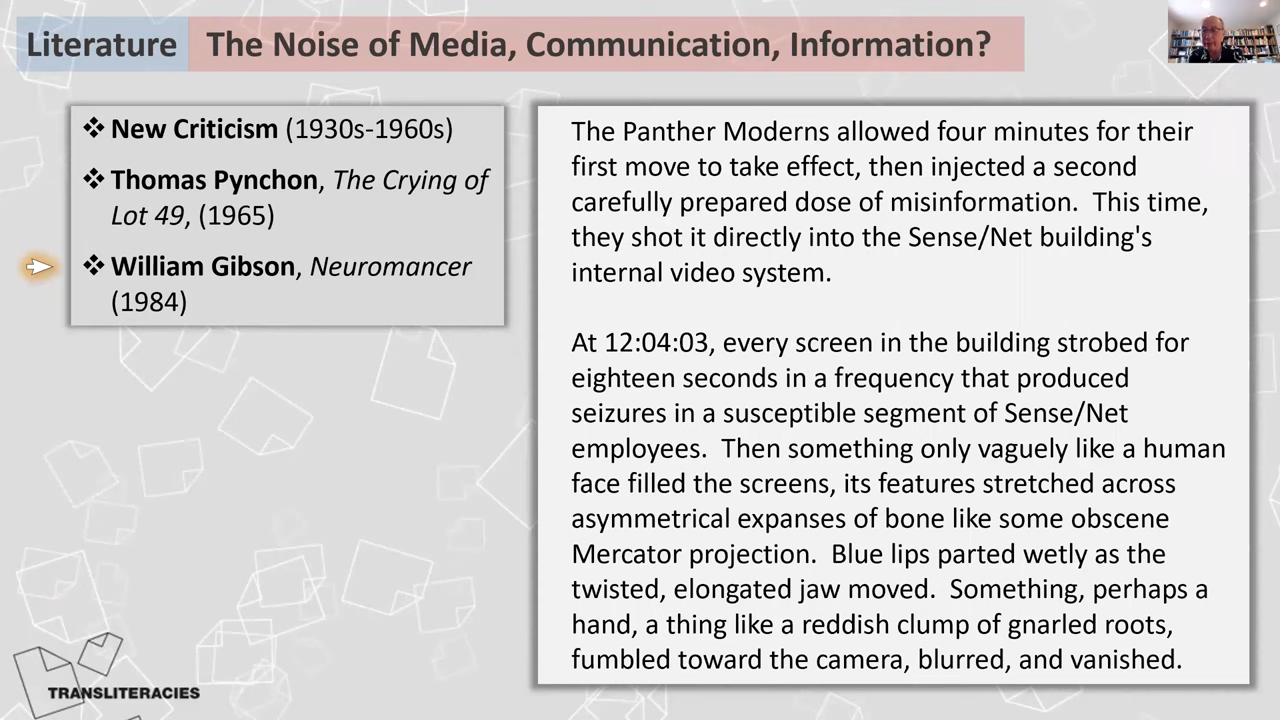 Literature The Noise of Media, Communication, Information?
❖ New Criticism (1930s-1960s)
❖ Thomas Pynchon, The Crying of
Lot 49, (1965)
❖ William Gibson, Neuromancer
(1984)
The Panther Moderns allowed four minutes for their
first move to take effect, then injected a second
carefully prepared dose of misinformation.  This time,
they shot it directly into the Sense/Net building's
internal video system.
At 12:04:03, every screen in the building strobed for
eighteen seconds in a frequency that produced
seizures in a susceptible segment of Sense/Net
employees.  Then something only vaguely like a human
face filled the screens, its features stretched across
asymmetrical expanses of bone like some obscene
Mercator projection.  Blue lips parted wetly as the
twisted, elongated jaw moved.  Something, perhaps a
hand, a thing like a reddish clump of gnarled roots,
fumbled toward the camera, blurred, and vanished.
TRANSLITERACIES